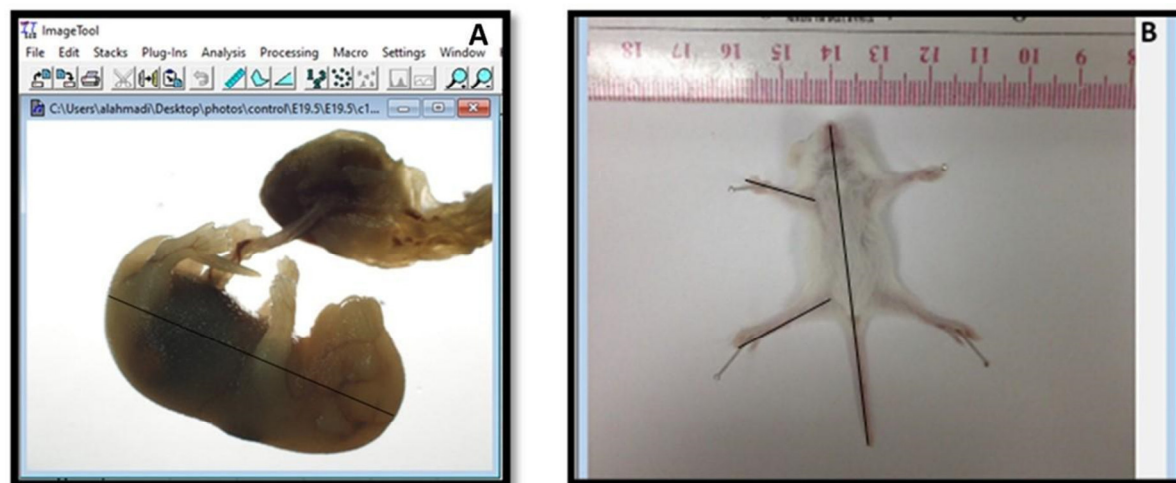 ImageTool
A
File Edit Stacks Plug-Ins Analysis Processing Macro Settings Window
C:\Users\alahmadi\Desktop\photos\control\E19.5\E19.5\c1...
B
18 17 16 15 14 13 12 11 10 9 8